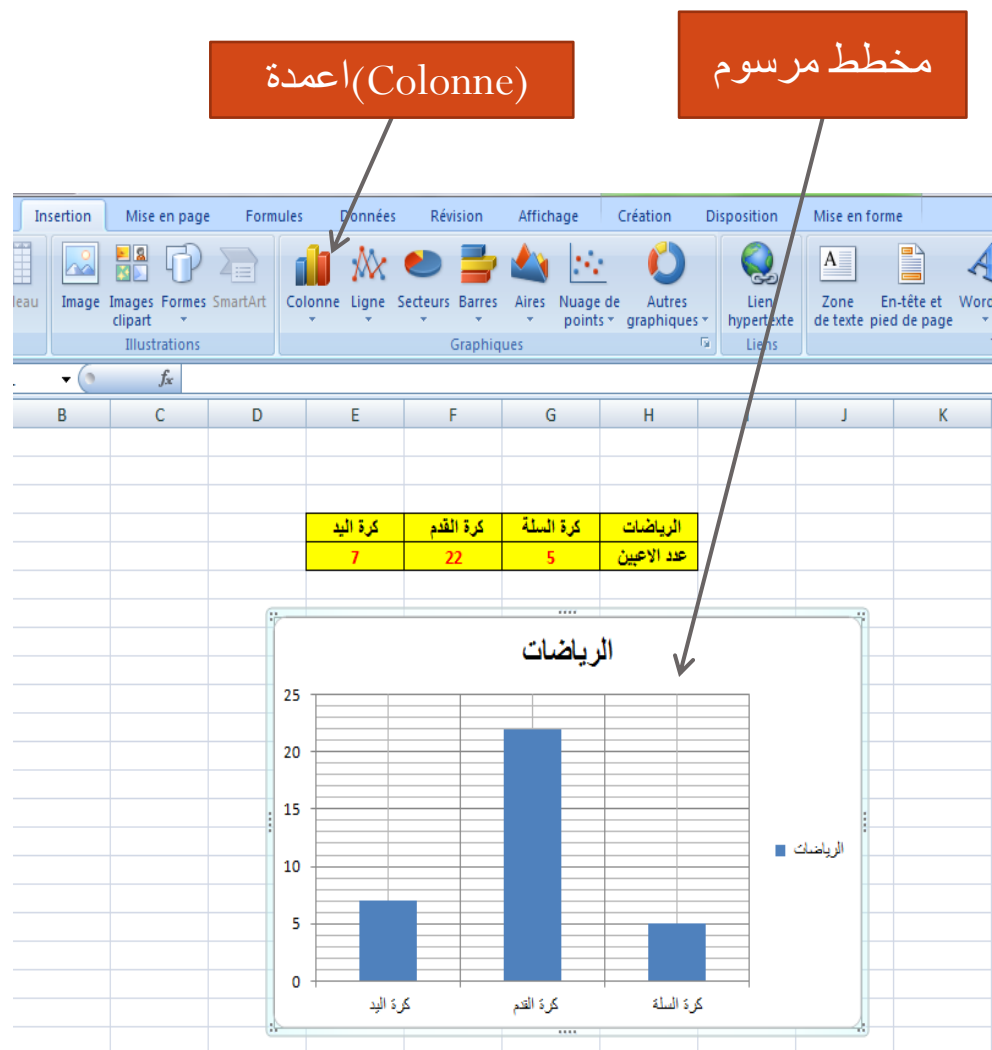 مخطط مرسوم
اعمدة(Colonne)
Insertion Mise en page Formules Données Révision Affichage Création Disposition Mise en forme
Image Images clipart Formes SmartArt Colonne Ligne Secteurs Barres Aires Nuage de points Autres graphiques Lien hypertexte Zone de texte En-tête et pied de page
Illustrations Graphiques Liens
fx
B C D E F G H J K
الرياضات كرة السلة كرة القدم كرة اليد
عدد الاعبين 5 22 7
الرياضات
25
20
15
10
5
0
كرة اليد كرة القدم كرة السلة
الرياضات